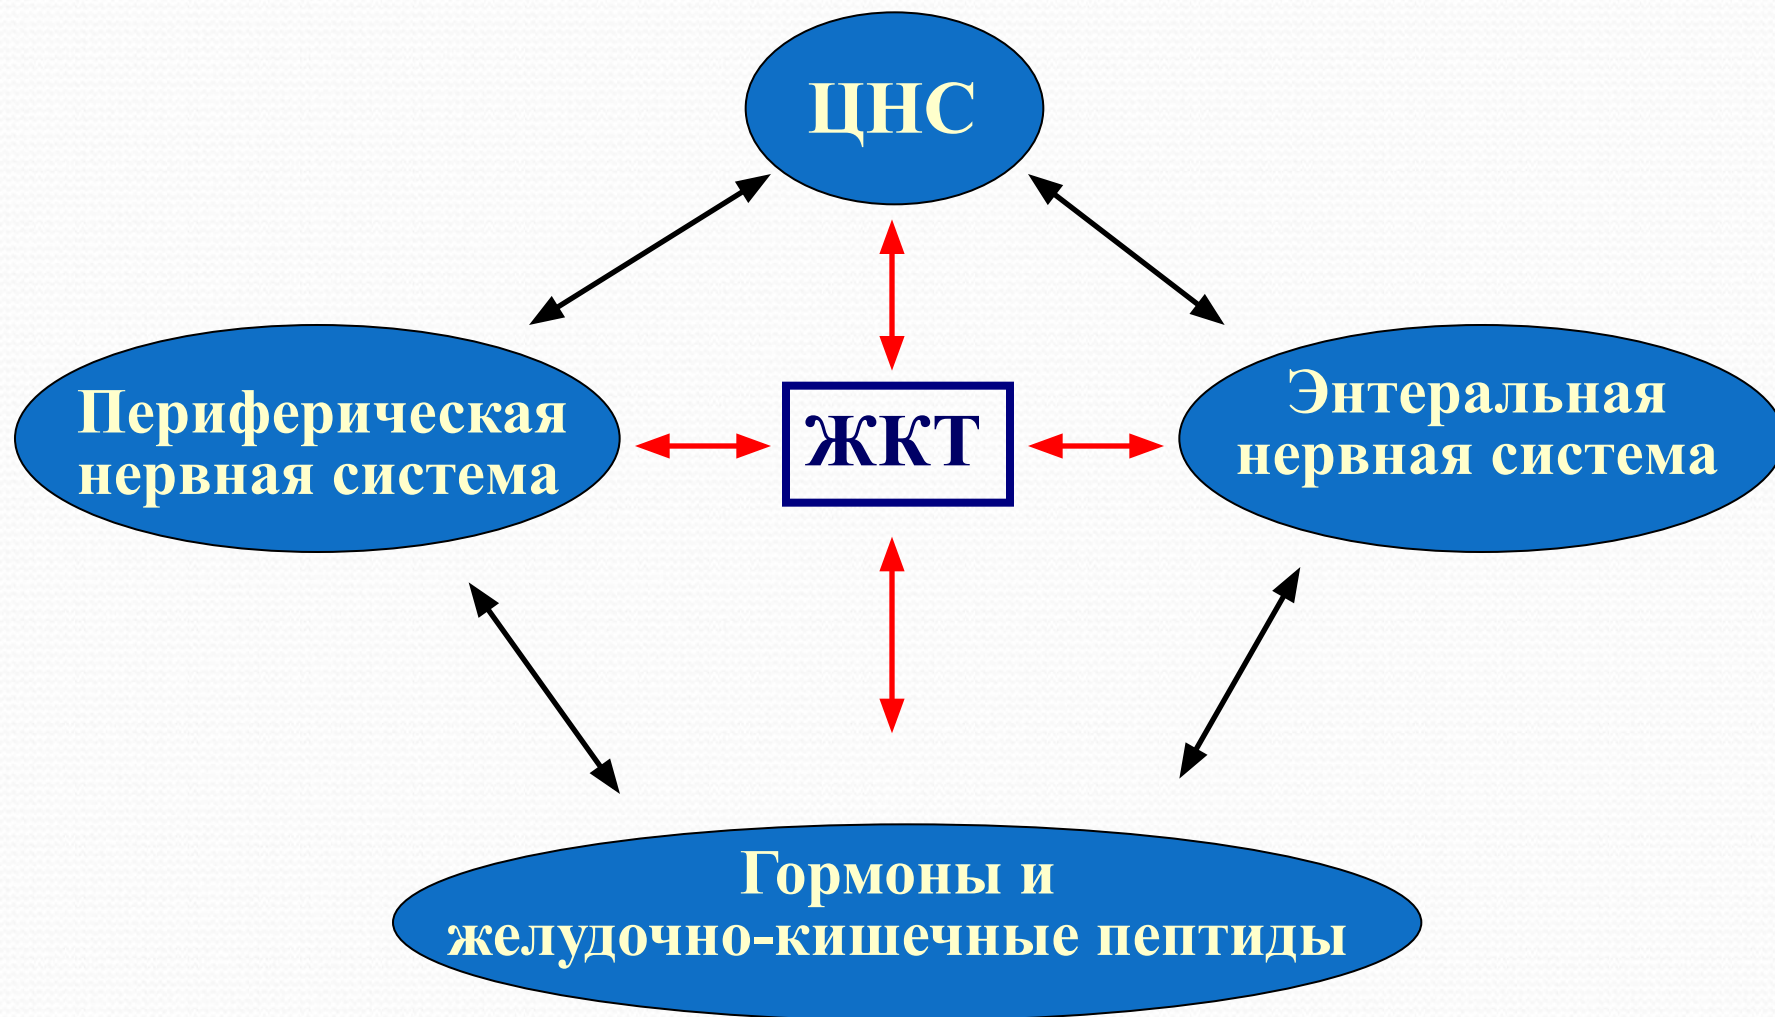 ЦНС
Периферическая
нервная система
ЖКТ
Энтеральная
нервная система
Гормоны и
желудочно-кишечные пептиды